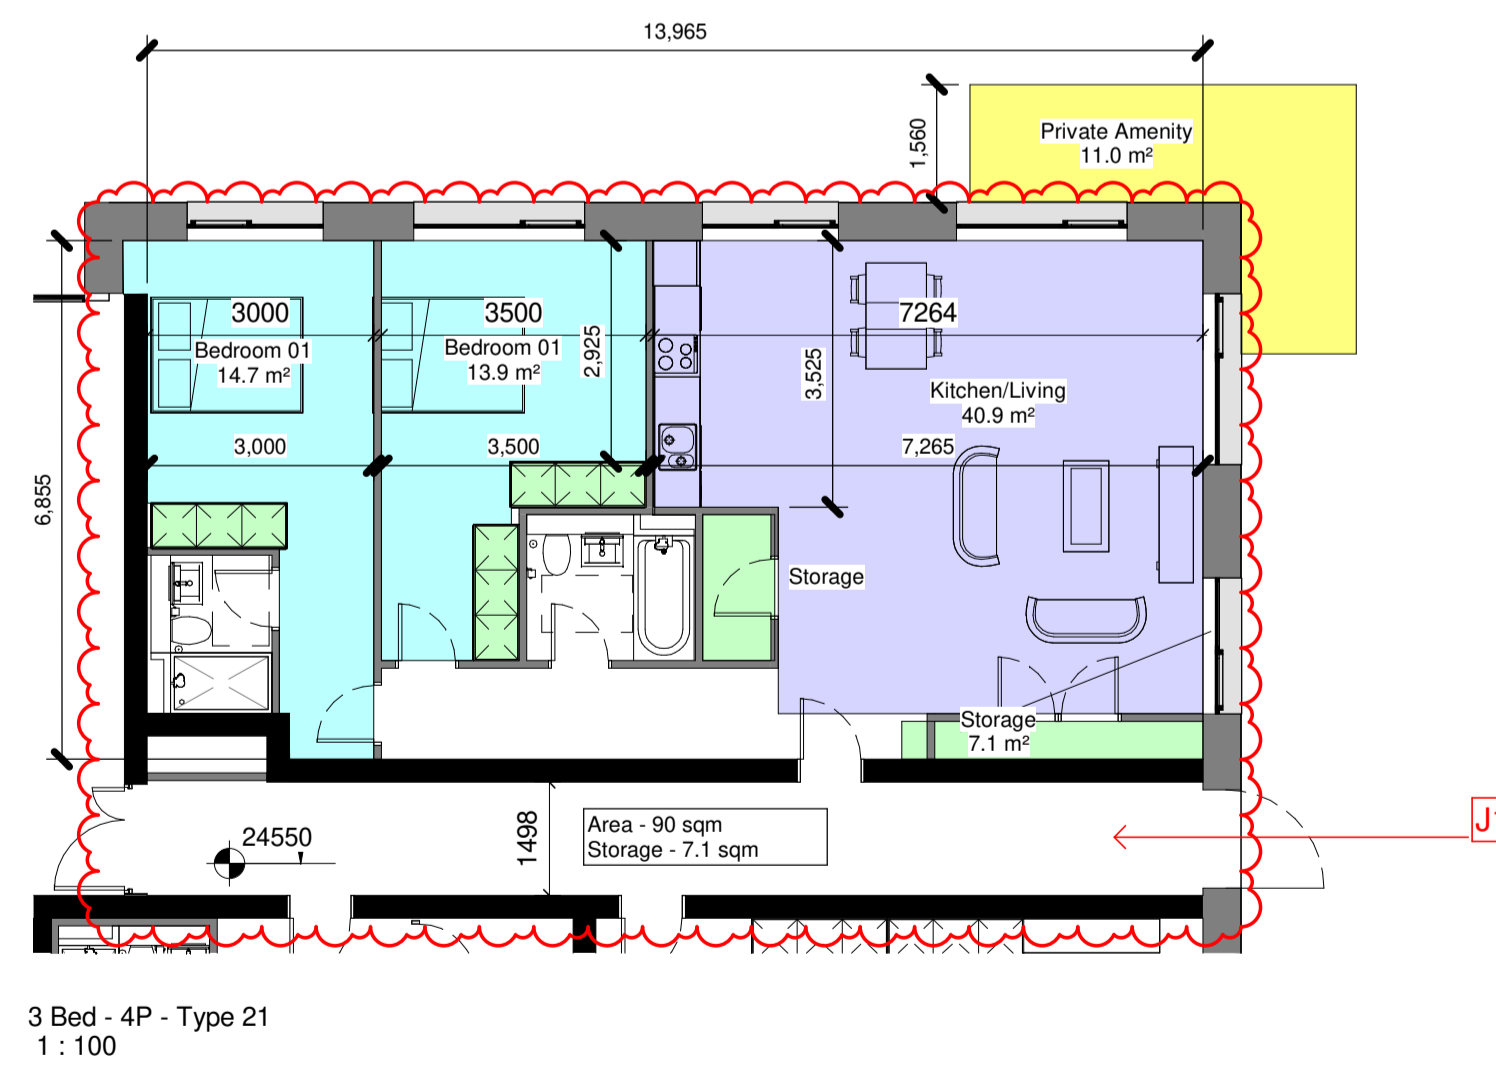 13,965
1,560
Private Amenity
11.0 m²
3000
3500
7264
Bedroom 01
14.7 m²
Bedroom 01
13.9 m²
2,925
3,525
Kitchen/Living
40.9 m²
3,000
3,500
7,265
6,855
Storage
Storage
7.1 m²
24550
1498
Area - 90 sqm
Storage - 7.1 sqm
3 Bed - 4P - Type 21
1 : 100